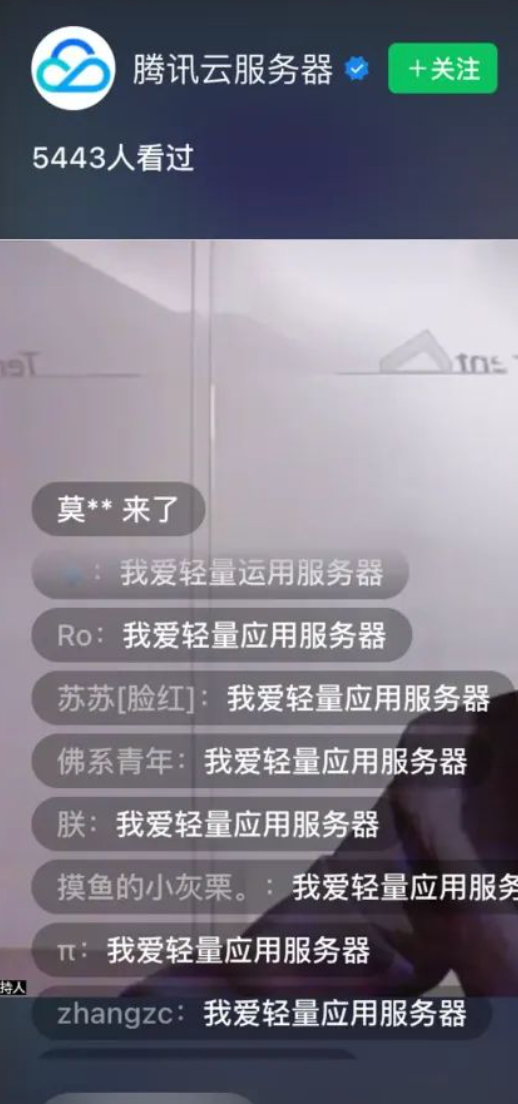 腾讯云服务器
+关注
5443人看过
莫** 来了
: 我爱轻量运用服务器
Ro: 我爱轻量应用服务器
苏苏[脸红]: 我爱轻量应用服务器
佛系青年: 我爱轻量应用服务器
朕: 我爱轻量应用服务器
摸鱼的小灰栗。: 我爱轻量应用服务
π: 我爱轻量应用服务器
持人
zhangzc: 我爱轻量应用服务器